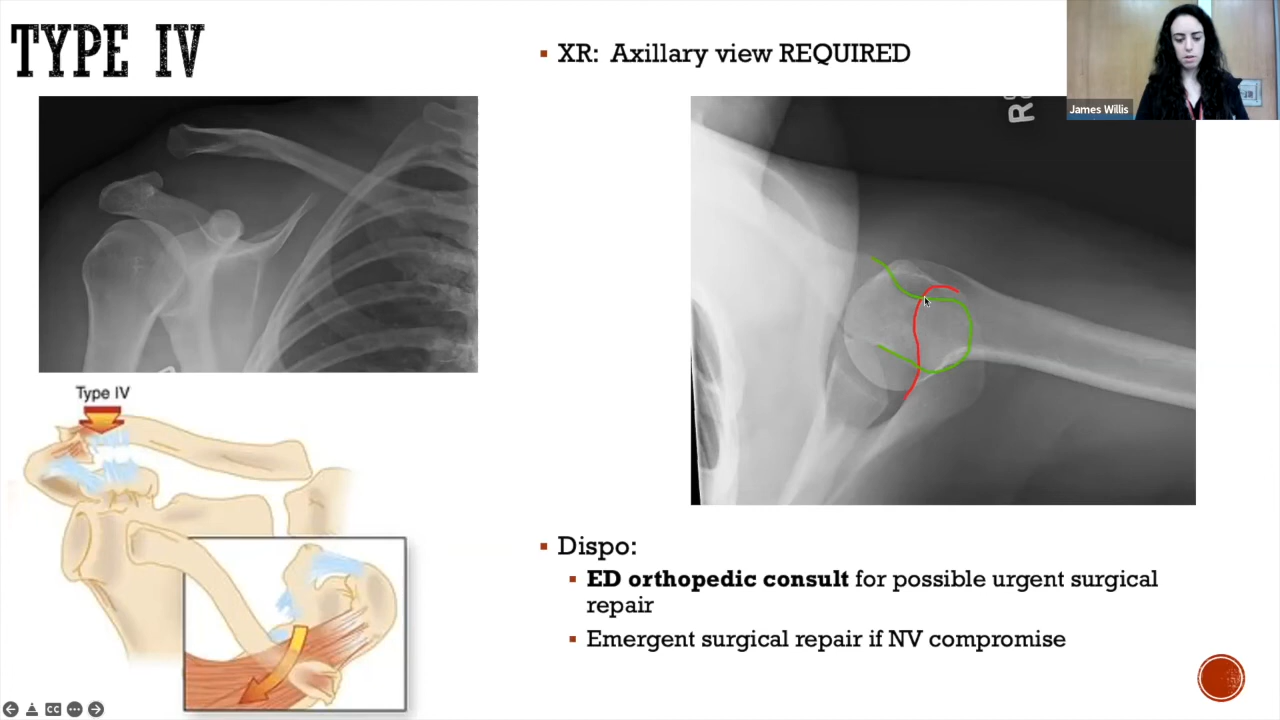 TYPE IV
XR: Axillary view REQUIRED
James Willis
Type IV
Dispo:
ED orthopedic consult for possible urgent surgical
repair
Emergent surgical repair if NV compromise
CC